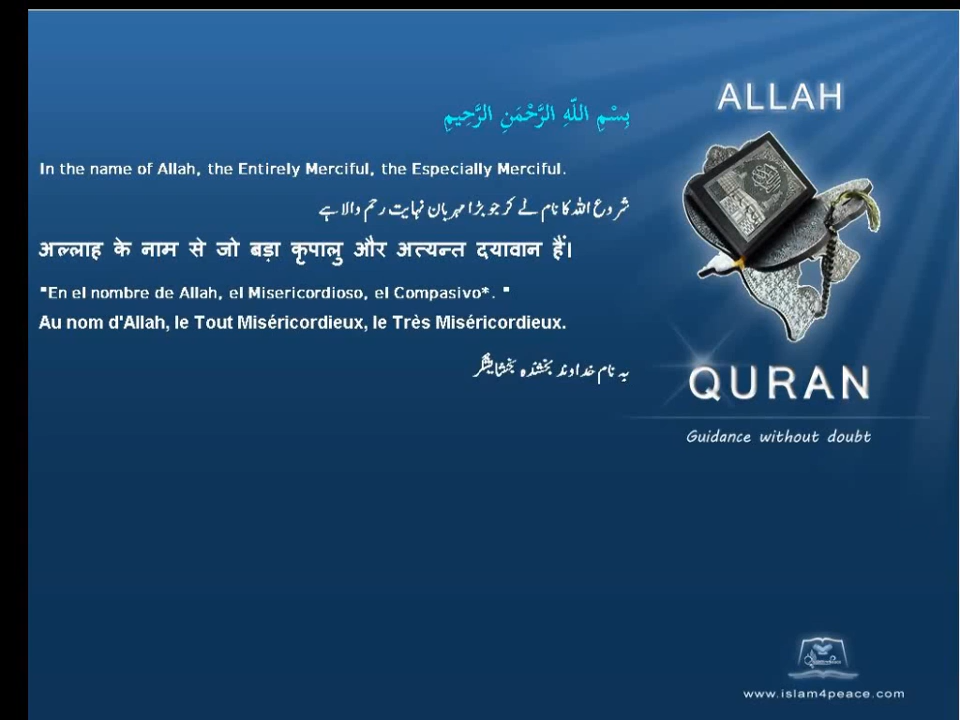 بِسْمِ اللّهِ الرَّحْمَنِ الرَّحِيمِ
In the name of Allah, the Entirely Merciful, the Especially Merciful.
شروع الله کا نام لے کر جو بڑا مہربان نہایت رحم والا ہے
अल्लाह के नाम से जो बड़ा कृपालु और अत्यन्त दयावान हैं।
"En el nombre de Allah, el Misericordioso, el Compasivo*. "
Au nom d'Allah, le Tout Miséricordieux, le Très Miséricordieux.
به نام خداوند بخشنده بخشایشگر
ALLAH
QURAN
Guidance without doubt
www.islam4peace.com